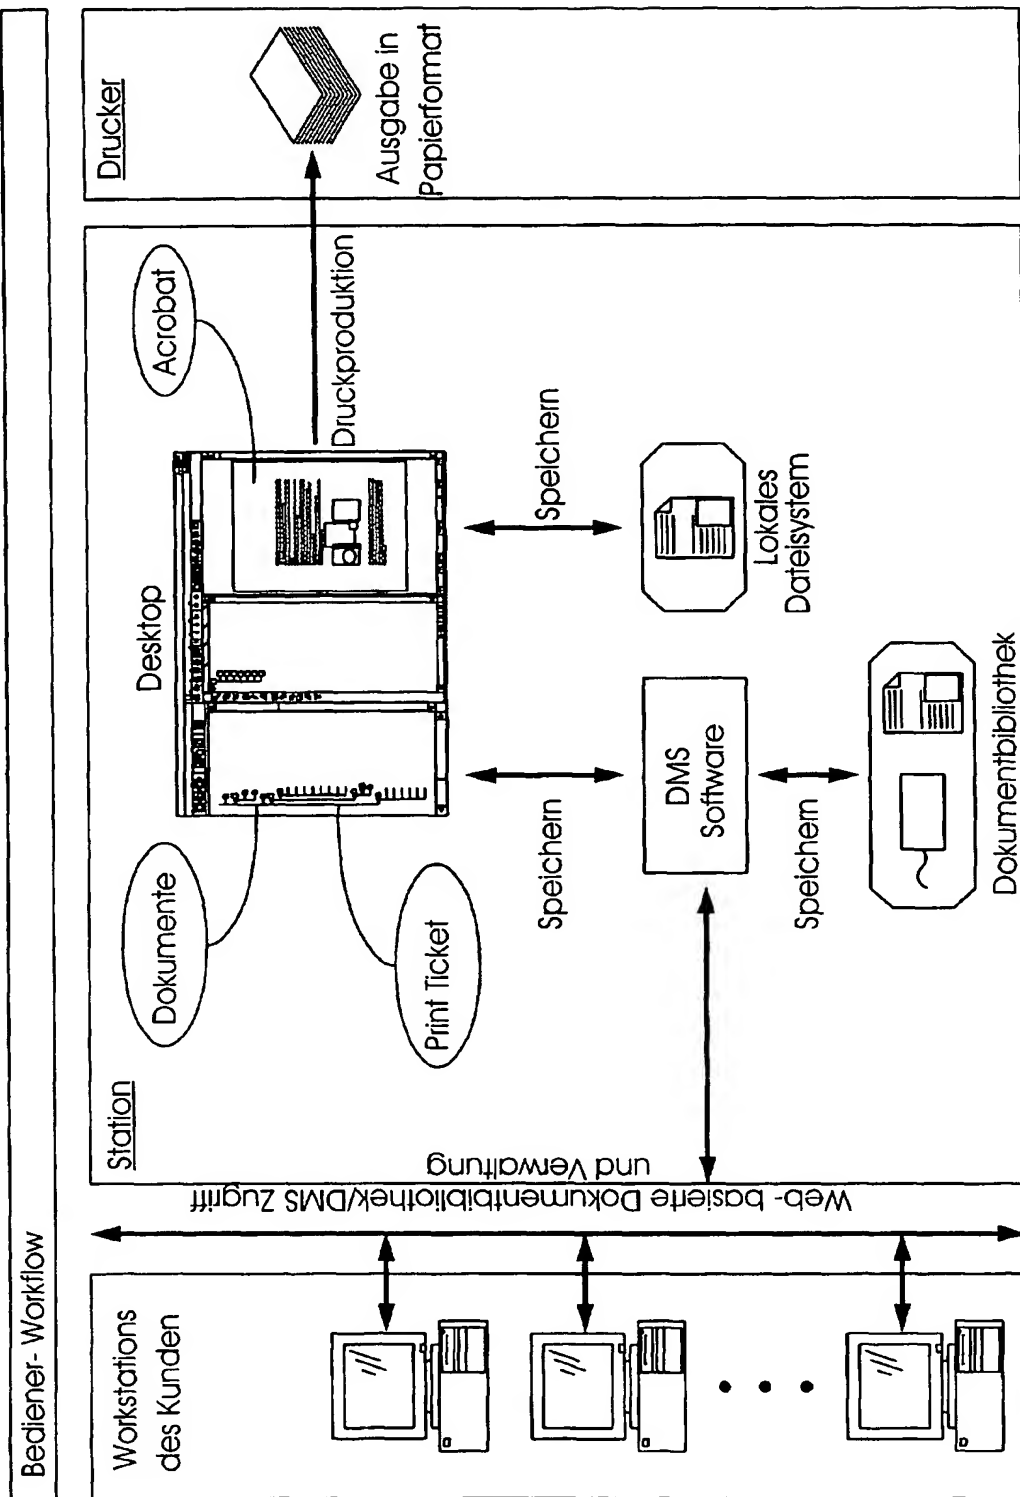 Bediener- Workflow
Workstations
des Kunden
Web- basierte Dokumentbibliothek/DMS Zugriff
und Verwaltung
Station
Dokumente
Print Ticket
Desktop
Acrobat
Speichern
DMS
Software
Speichern
Dokumentbibliothek
Speichern
Lokales
Dateisystem
Druckproduktion
Drucker
Ausgabe in
Papierformat